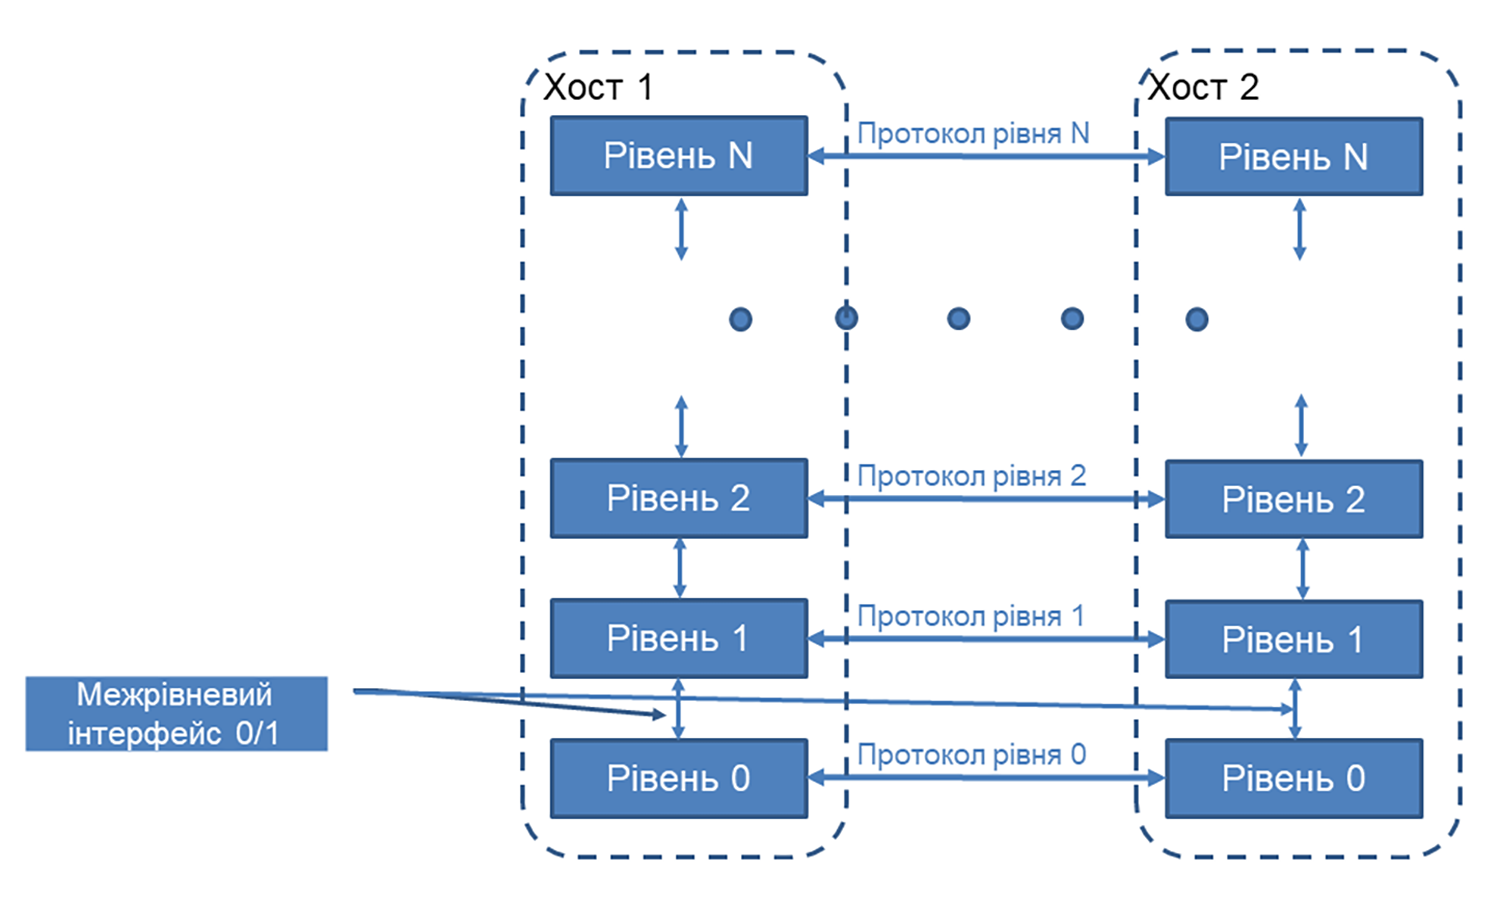 Хост 1
Хост 2
Рівень N
Протокол рівня N
Рівень N
Рівень 2
Протокол рівня 2
Рівень 2
Рівень 1
Протокол рівня 1
Рівень 1
Межрівневий
інтерфейс 0/1
Рівень 0
Протокол рівня 0
Рівень 0